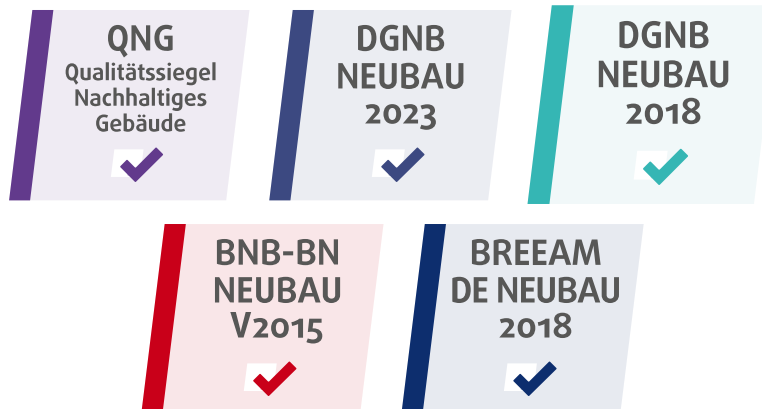 QNG
Qualitätssiegel
Nachhaltiges
Gebäude
DGNB
NEUBAU
2023
DGNB
NEUBAU
2018
BNB-BN
NEUBAU
V2015
BREEAM
DE NEUBAU
2018